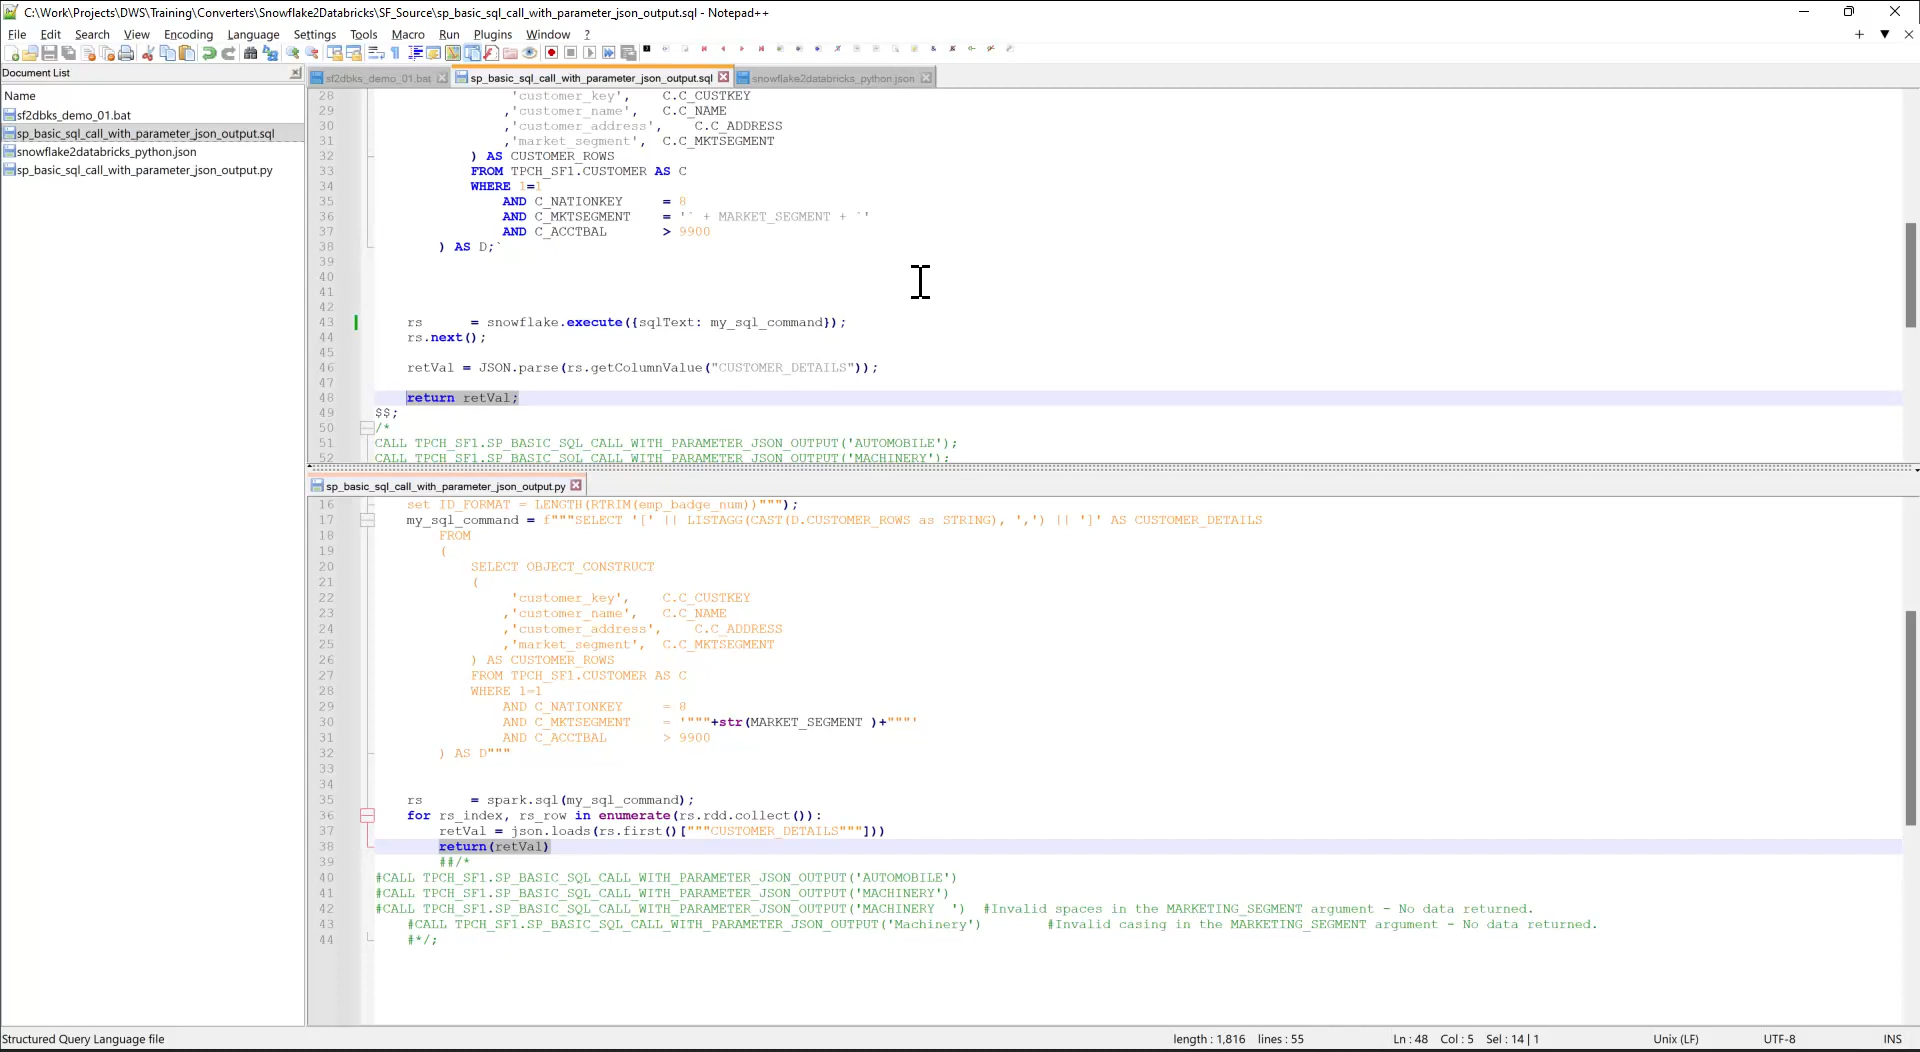 C:\Work\Projects\DWS\Training\Converters\Snowflake2Databricks\SF_Source\sp_basic_sql_call_with_parameter_json_output.sql - Notepad++
File Edit Search View Encoding Language Settings Tools Macro Run Plugins Window ?
Document List
Name
sf2dbks_demo_01.bat
sp_basic_sql_call_with_parameter_json_output.sql
snowflake2databricks_python.json
sp_basic_sql_call_with_parameter_json_output.py
sf2dbks_demo_01.bat sp_basic_sql_call_with_parameter_json_output.sql snowflake2databricks_python.json
28 'customer_key', C.C_CUSTKEY
29 ,'customer_name', C.C_NAME
30 ,'customer_address', C.C_ADDRESS
31 ,'market_segment', C.C_MKTSEGMENT
32 ) AS CUSTOMER_ROWS
33 FROM TPCH_SF1.CUSTOMER AS C
34 WHERE 1=1
35 AND C_NATIONKEY = 8
36 AND C_MKTSEGMENT = '` + MARKET_SEGMENT + `'
37 AND C_ACCTBAL > 9900
38 ) AS D;`
39
40
41
42
43 rs = snowflake.execute({sqlText: my_sql_command});
44 rs.next();
45
46 retVal = JSON.parse(rs.getColumnValue("CUSTOMER_DETAILS"));
47
48 return retVal;
49 $$;
50 /*
51 CALL TPCH_SF1.SP_BASIC_SQL_CALL_WITH_PARAMETER_JSON_OUTPUT('AUTOMOBILE');
52 CALL TPCH_SF1.SP_BASIC_SQL_CALL_WITH_PARAMETER_JSON_OUTPUT('MACHINERY');
sp_basic_sql_call_with_parameter_json_output.py
16 set ID_FORMAT = LENGTH(RTRIM(emp_badge_num))""");
17 my_sql_command = f"""SELECT '[' || LISTAGG(CAST(D.CUSTOMER_ROWS as STRING), ',') || ']' AS CUSTOMER_DETAILS
18 FROM
19 (
20 SELECT OBJECT_CONSTRUCT
21 (
22 'customer_key', C.C_CUSTKEY
23 ,'customer_name', C.C_NAME
24 ,'customer_address', C.C_ADDRESS
25 ,'market_segment', C.C_MKTSEGMENT
26 ) AS CUSTOMER_ROWS
27 FROM TPCH_SF1.CUSTOMER AS C
28 WHERE 1=1
29 AND C_NATIONKEY = 8
30 AND C_MKTSEGMENT = '"""+str(MARKET_SEGMENT )+"""'
31 AND C_ACCTBAL > 9900
32 ) AS D"""
33
34
35 rs = spark.sql(my_sql_command);
36 for rs_index, rs_row in enumerate(rs.rdd.collect()):
37 retVal = json.loads(rs.first()["""CUSTOMER_DETAILS"""]))
38 return(retVal)
39 ##/*
40 #CALL TPCH_SF1.SP_BASIC_SQL_CALL_WITH_PARAMETER_JSON_OUTPUT('AUTOMOBILE')
41 #CALL TPCH_SF1.SP_BASIC_SQL_CALL_WITH_PARAMETER_JSON_OUTPUT('MACHINERY')
42 #CALL TPCH_SF1.SP_BASIC_SQL_CALL_WITH_PARAMETER_JSON_OUTPUT('MACHINERY ') #Invalid spaces in the MARKETING_SEGMENT argument - No data returned.
43 #CALL TPCH_SF1.SP_BASIC_SQL_CALL_WITH_PARAMETER_JSON_OUTPUT('Machinery') #Invalid casing in the MARKETING_SEGMENT argument - No data returned.
44 #*/;
Structured Query Language file length : 1,816 lines : 55 Ln : 48 Col : 5 Sel : 14 | 1 Unix (LF) UTF-8 INS